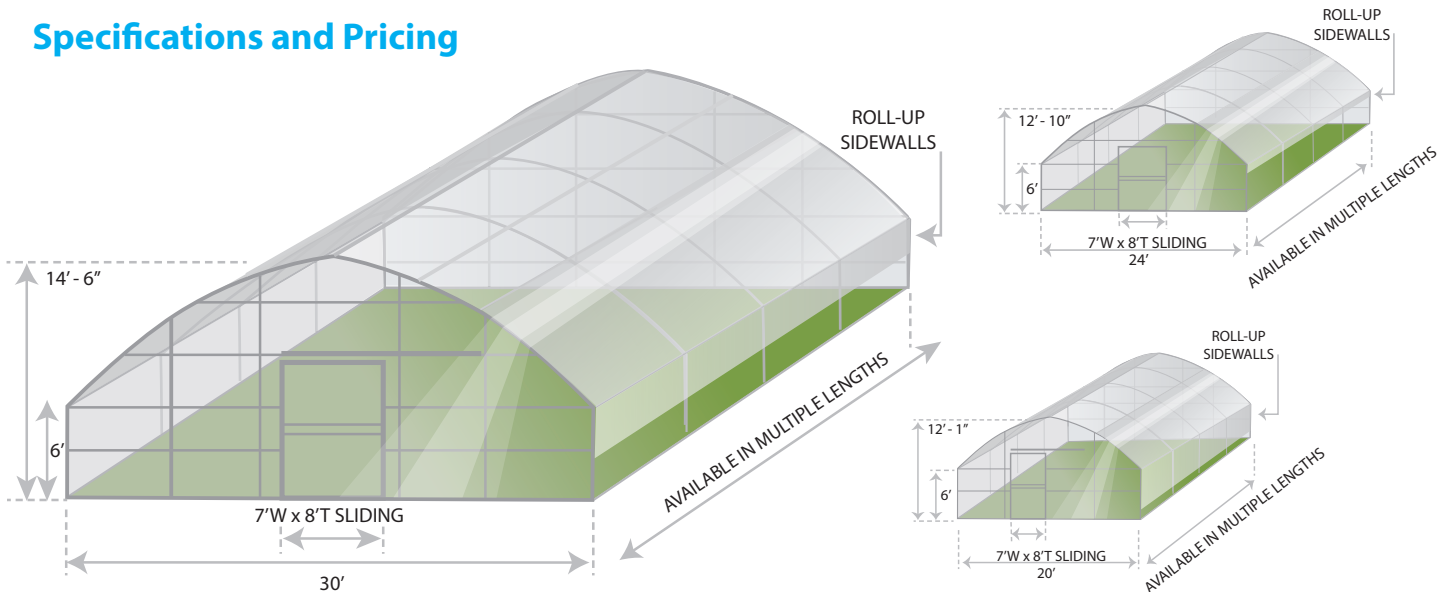 Specifications and Pricing
ROLL-UP
SIDEWALLS
14’ - 6”
6’
7’W x 8’T SLIDING
30’
AVAILABLE IN MULTIPLE LENGTHS
ROLL-UP
SIDEWALLS
12’ - 10”
6’
7’W x 8’T SLIDING
24’
AVAILABLE IN MULTIPLE LENGTHS
ROLL-UP
SIDEWALLS
12’ - 1”
6’
7’W x 8’T SLIDING
20’
AVAILABLE IN MULTIPLE LENGTHS